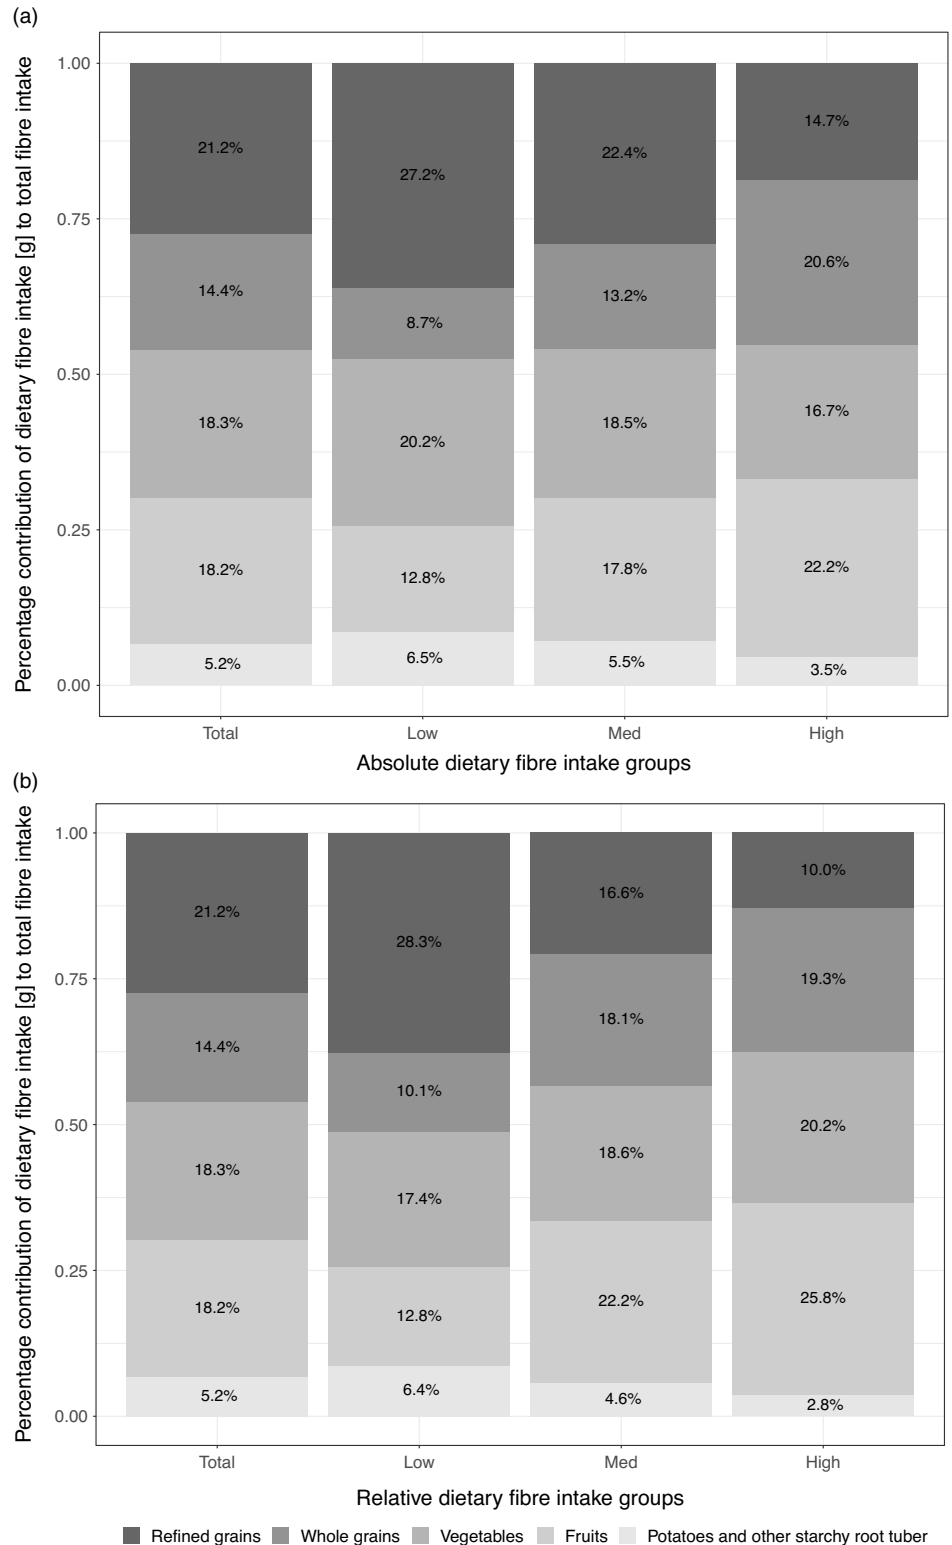 (a)
Percentage contribution of dietary fibre intake [g] to total fibre intake
1.00
0.75
0.50
0.25
0.00
21.2%
14.4%
18.3%
18.2%
5.2%
27.2%
8.7%
20.2%
12.8%
6.5%
22.4%
13.2%
18.5%
17.8%
5.5%
14.7%
20.6%
16.7%
22.2%
3.5%
Total
Low
Med
High
Absolute dietary fibre intake groups
(b)
Percentage contribution of dietary fibre intake [g] to total fibre intake
1.00
0.75
0.50
0.25
0.00
21.2%
14.4%
18.3%
18.2%
5.2%
28.3%
10.1%
17.4%
12.8%
6.4%
16.6%
18.1%
18.6%
22.2%
4.6%
10.0%
19.3%
20.2%
25.8%
2.8%
Total
Low
Med
High
Relative dietary fibre intake groups
Refined grains
Whole grains
Vegetables
Fruits
Potatoes and other starchy root tuber